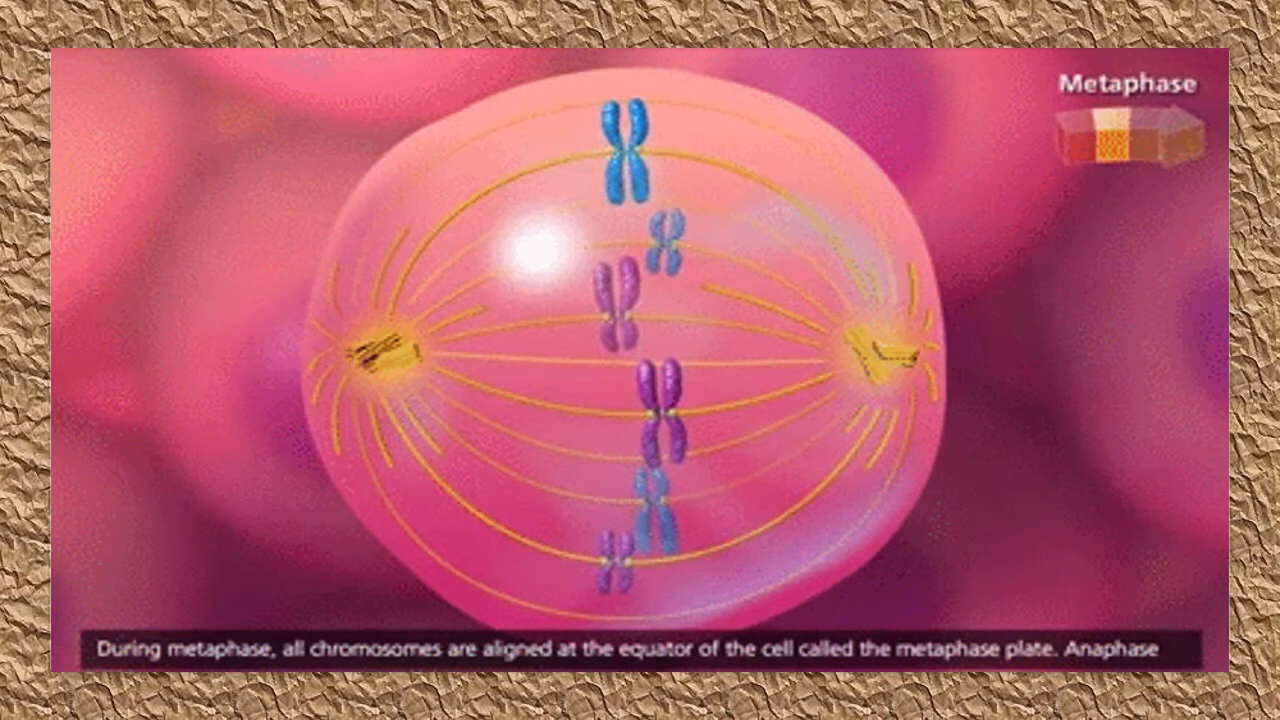 Metaphase
During metaphase, all chromosomes are aligned at the equator of the cell called the metaphase plate. Anaphase